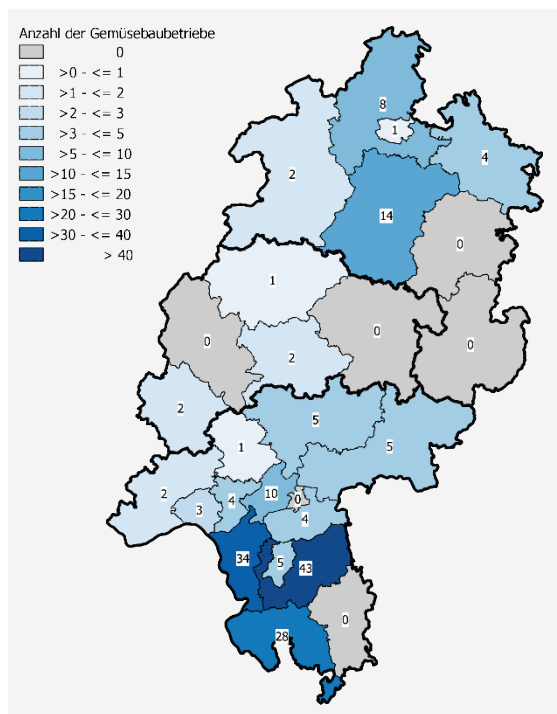 Anzahl der Gemüsebaubetriebe
0
>0 - <= 1
>1 - <= 2
>2 - <= 3
>3 - <= 5
>5 - <= 10
>10 - <= 15
>15 - <= 20
>20 - <= 30
>30 - <= 40
> 40
8
1
4
2
14
0
1
0
0
0
2
2
5
5
1
2
10
0
4
3
4
34
5
43
0
28